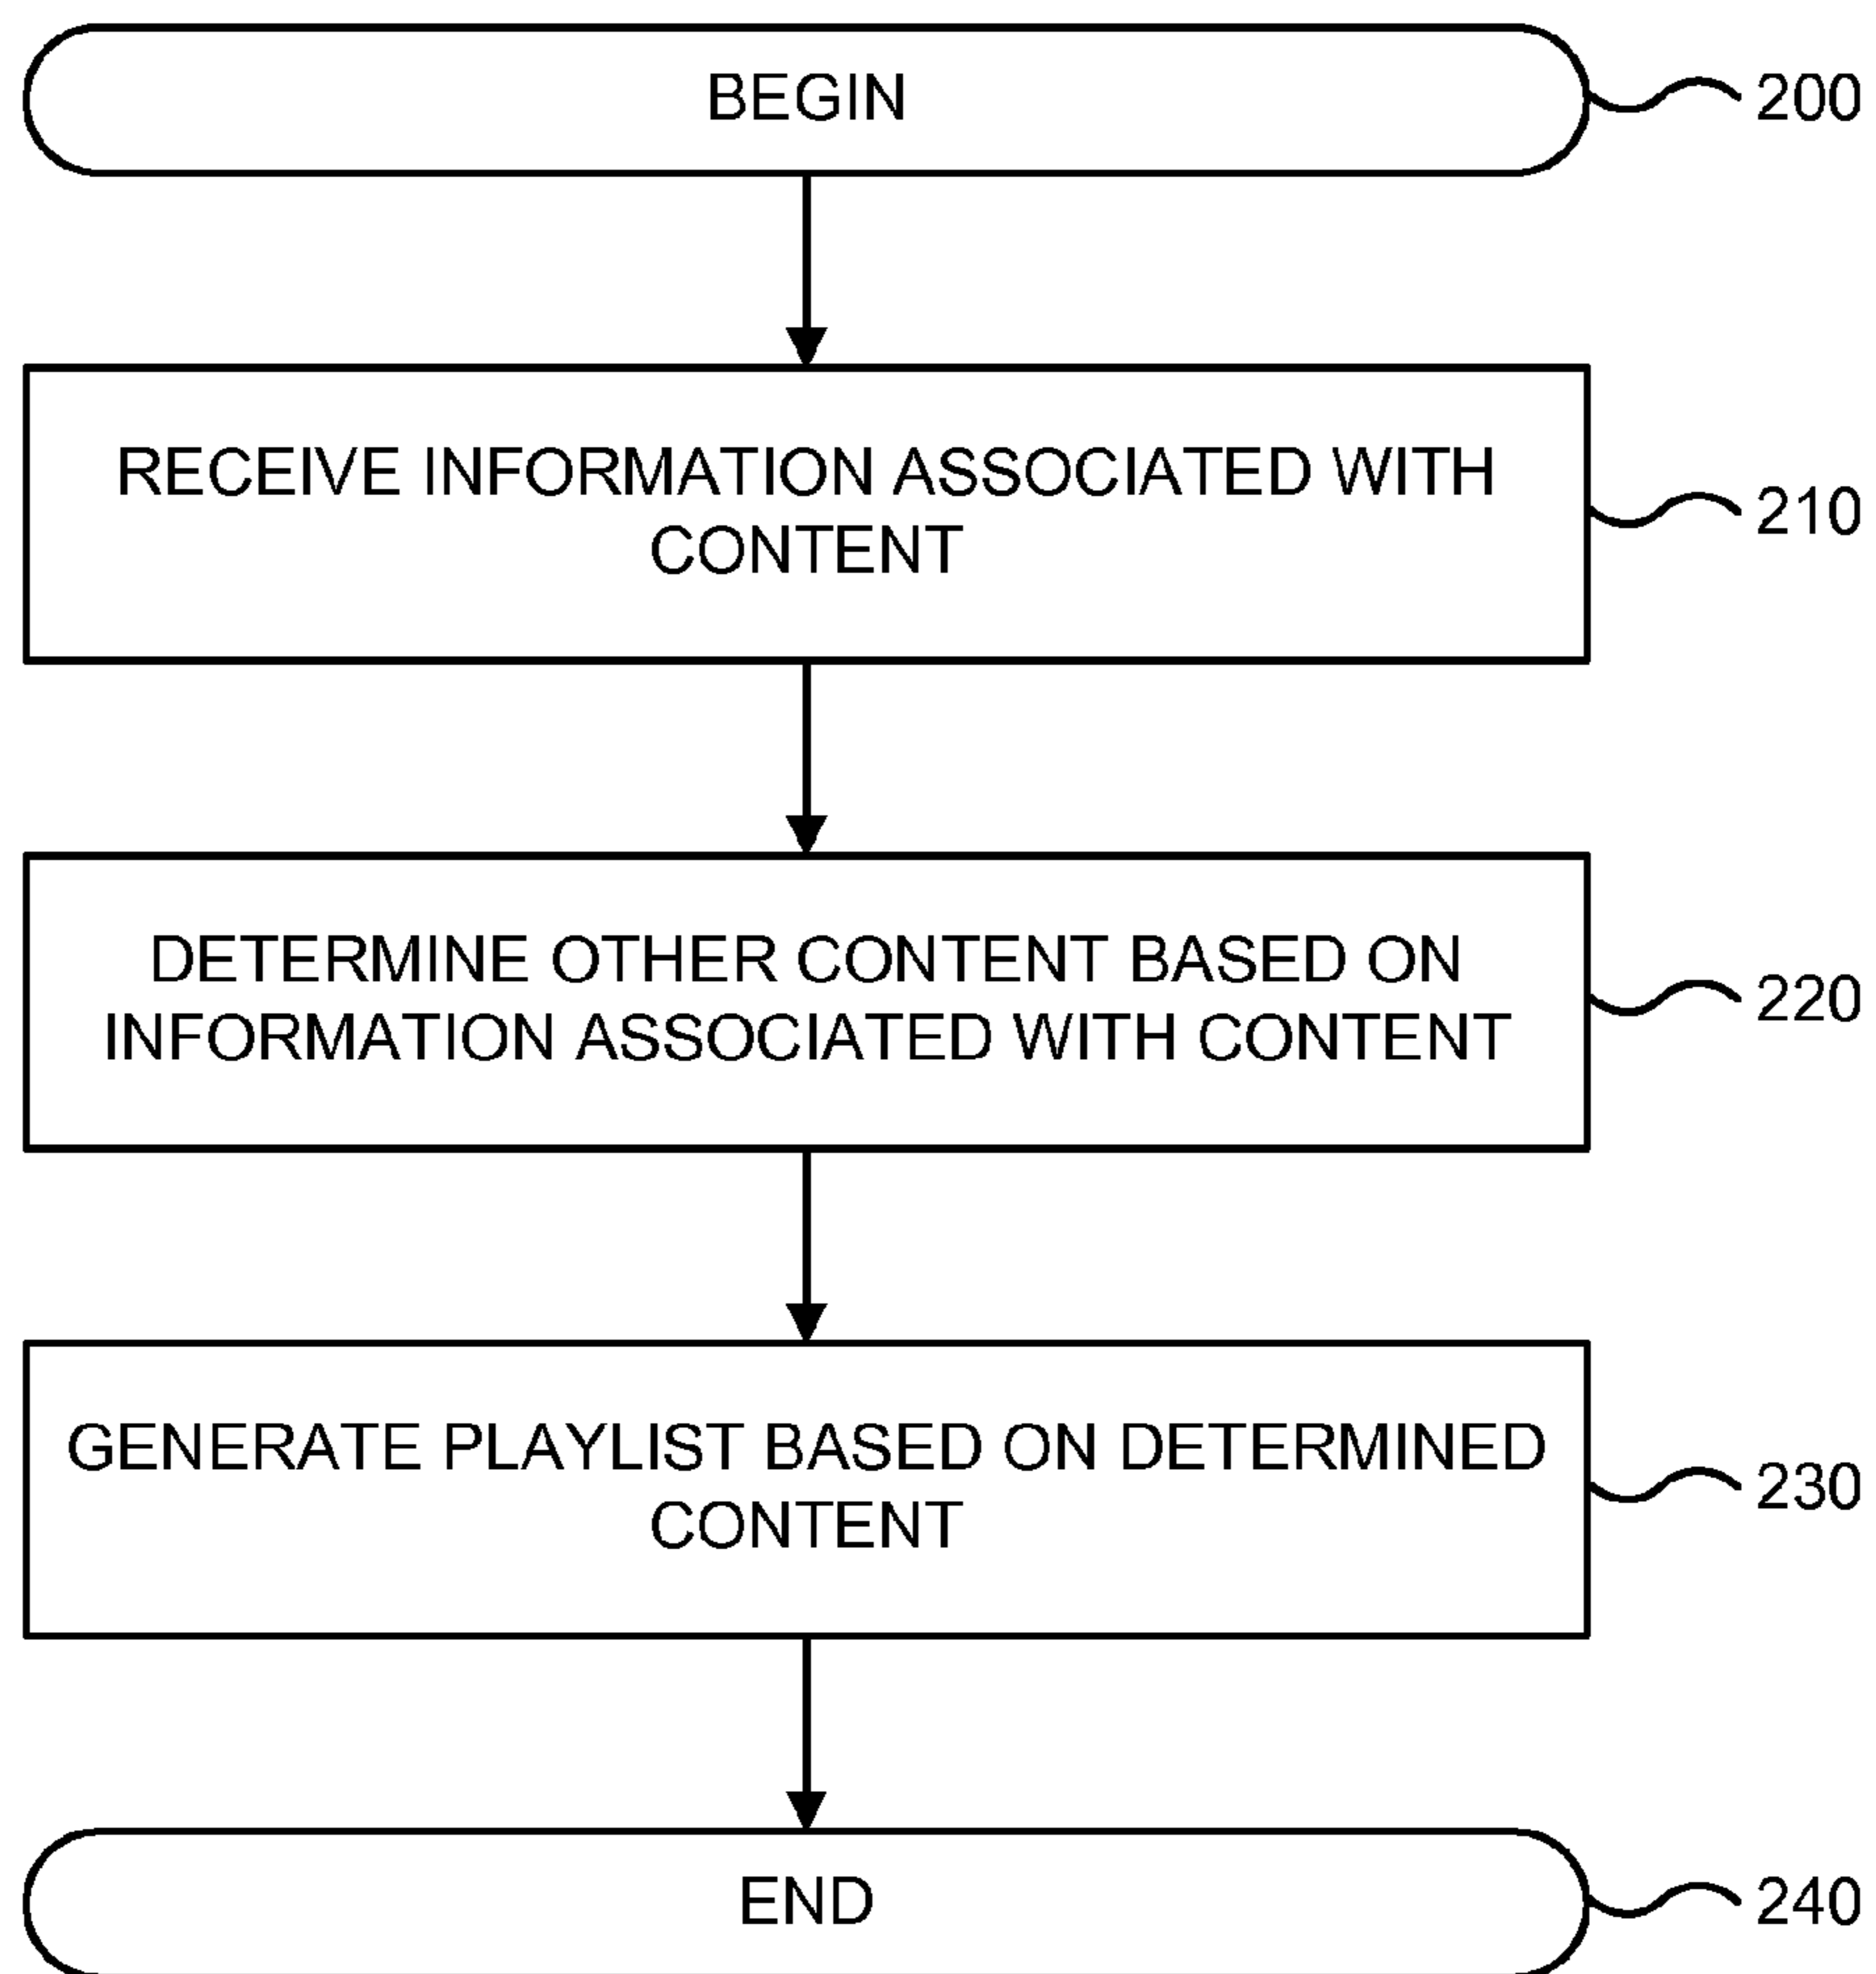 BEGIN
200
RECEIVE INFORMATION ASSOCIATED WITH
CONTENT
210
DETERMINE OTHER CONTENT BASED ON
INFORMATION ASSOCIATED WITH CONTENT
220
GENERATE PLAYLIST BASED ON DETERMINED
CONTENT
230
END
240